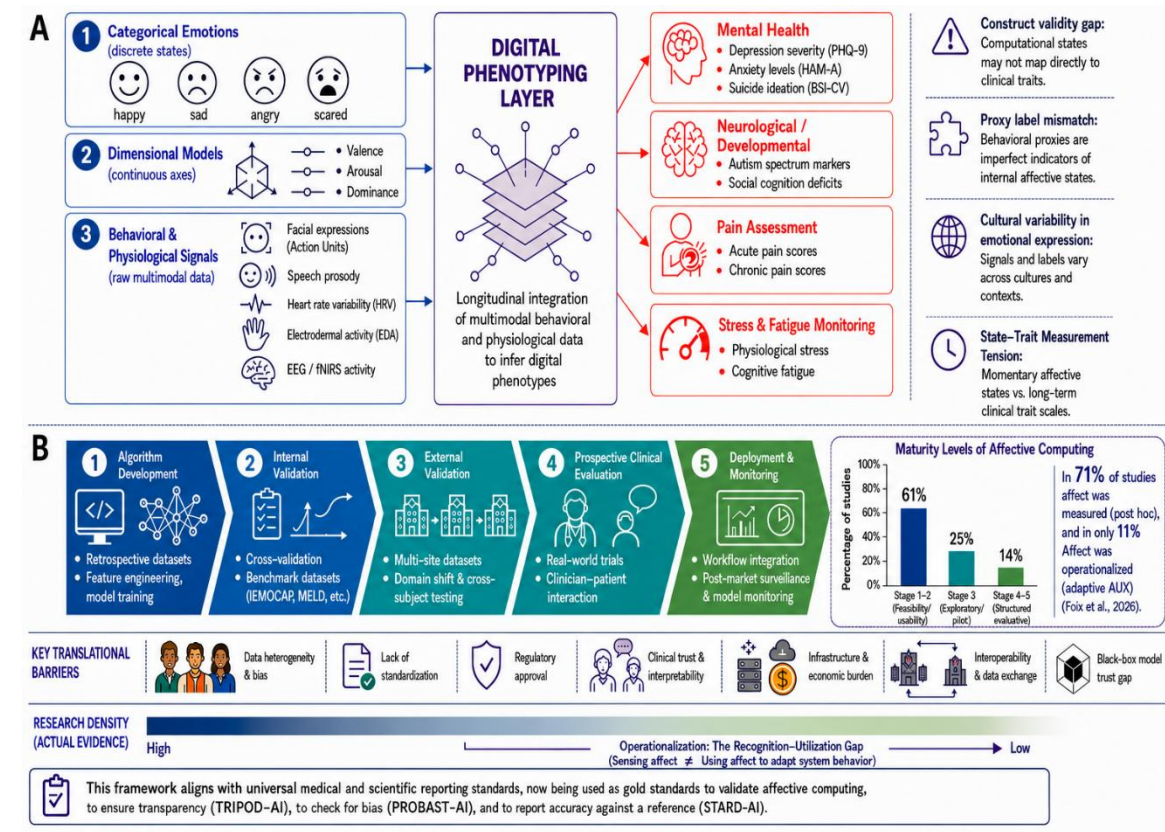 A
1
Categorical Emotions
(discrete states)
happy
sad
angry
scared
2
Dimensional Models
(continuous axes)
• Valence
• Arousal
• Dominance
3
Behavioral &
Physiological Signals
(raw multimodal data)
Facial expressions
(Action Units)
Speech prosody
Heart rate variability (HRV)
Electrodermal activity (EDA)
EEG / fNIRS activity
DIGITAL
PHENOTYPING
LAYER
Longitudinal integration
of multimodal behavioral
and physiological data
to infer digital
phenotypes
Mental Health
• Depression severity (PHQ-9)
• Anxiety levels (HAM-A)
• Suicide ideation (BSI-CV)
Neurological /
Developmental
• Autism spectrum markers
• Social cognition deficits
Pain Assessment
• Acute pain scores
• Chronic pain scores
Stress & Fatigue Monitoring
• Physiological stress
• Cognitive fatigue
Construct validity gap:
Computational states
may not map directly to
clinical traits.
Proxy label mismatch:
Behavioral proxies are
imperfect indicators of
internal affective states.
Cultural variability in
emotional expression:
Signals and labels vary
across cultures and
contexts.
State–Trait Measurement
Tension:
Momentary affective
states vs. long-term
clinical trait scales.
B
1
Algorithm
Development
</>
• Retrospective datasets
• Feature engineering,
model training
2
Internal
Validation
• Cross-validation
• Benchmark datasets
(IEMOCAP, MELD, etc.)
3
External
Validation
• Multi-site datasets
• Domain shift & cross-
subject testing
4
Prospective Clinical
Evaluation
• Real-world trials
• Clinician–patient
interaction
5
Deployment &
Monitoring
• Workflow integration
• Post-market surveillance
& model monitoring
Maturity Levels of Affective Computing
Percentage of studies
100%
80%
60%
40%
20%
0%
61%
25%
14%
Stage 1–2
(Feasibility/
usability)
Stage 3
(Exploratory/
pilot)
Stage 4–5
(Structured
evaluative)
In 71% of studies
affect was
measured (post hoc),
and in only 11%
Affect was
operationalized
(adaptive AUX)
(Foix et al., 2026).
KEY TRANSLATIONAL
BARRIERS
Data heterogeneity
& bias
Lack of
standardization
Regulatory
approval
Clinical trust &
interpretability
$
Infrastructure &
economic burden
Interoperability
& data exchange
Black-box model
trust gap
RESEARCH DENSITY
(ACTUAL EVIDENCE)
High
Operationalization: The Recognition–Utilization Gap
(Sensing affect ≠ Using affect to adapt system behavior)
Low
This framework aligns with universal medical and scientific reporting standards, now being used as gold standards to validate affective computing,
to ensure transparency (TRIPOD–AI), to check for bias (PROBAST-AI), and to report accuracy against a reference (STARD-AI).